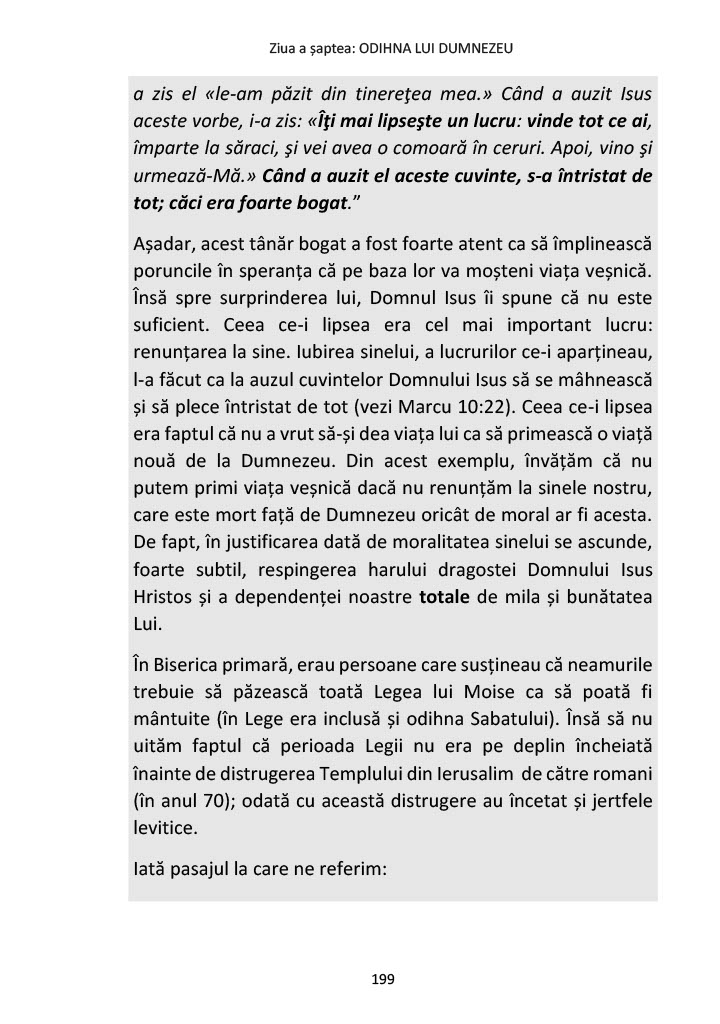 Ziua a șaptea: ODIHNA LUI DUMNEZEU
a zis el «le-am păzit din tinereţea mea.» Când a auzit Isus
aceste vorbe, i-a zis: «Îţi mai lipseşte un lucru: vinde tot ce ai,
împarte la săraci, şi vei avea o comoară în ceruri. Apoi, vino şi
urmează-Mă.» Când a auzit el aceste cuvinte, s-a întristat de
tot; căci era foarte bogat.”
Așadar, acest tânăr bogat a fost foarte atent ca să împlinească
poruncile în speranța că pe baza lor va moșteni viața veșnică.
Însă spre surprinderea lui, Domnul Isus îi spune că nu este
suficient. Ceea ce-i lipsea era cel mai important lucru:
renunțarea la sine. Iubirea sinelui, a lucrurilor ce-i aparțineau,
l-a făcut ca la auzul cuvintelor Domnului Isus să se mâhnească
și să plece întristat de tot (vezi Marcu 10:22). Ceea ce-i lipsea
era faptul că nu a vrut să-și dea viața lui ca să primească o viață
nouă de la Dumnezeu. Din acest exemplu, învățăm că nu
putem primi viața veșnică dacă nu renunțăm la sinele nostru,
care este mort față de Dumnezeu oricât de moral ar fi acesta.
De fapt, în justificarea dată de moralitatea sinelui se ascunde,
foarte subtil, respingerea harului dragostei Domnului Isus
Hristos și a dependenței noastre totale de mila și bunătatea
Lui.
În Biserica primară, erau persoane care susțineau că neamurile
trebuie să păzească toată Legea lui Moise ca să poată fi
mântuite (în Lege era inclusă și odihna Sabatului). Însă să nu
uităm faptul că perioada Legii nu era pe deplin încheiată
înainte de distrugerea Templului din Ierusalim de către romani
(în anul 70); odată cu această distrugere au încetat și jertfele
levitice.
Iată pasajul la care ne referim:
199